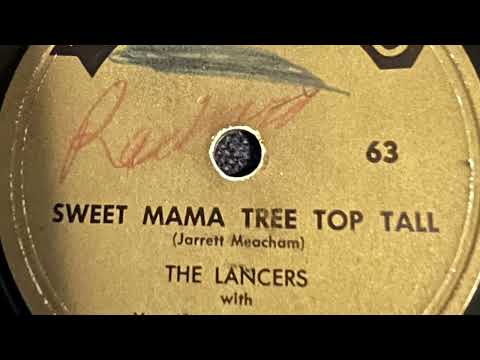 63
SWEET MAMA TREE TOP TALL
(Jarrett Meacham)
THE LANCERS
with